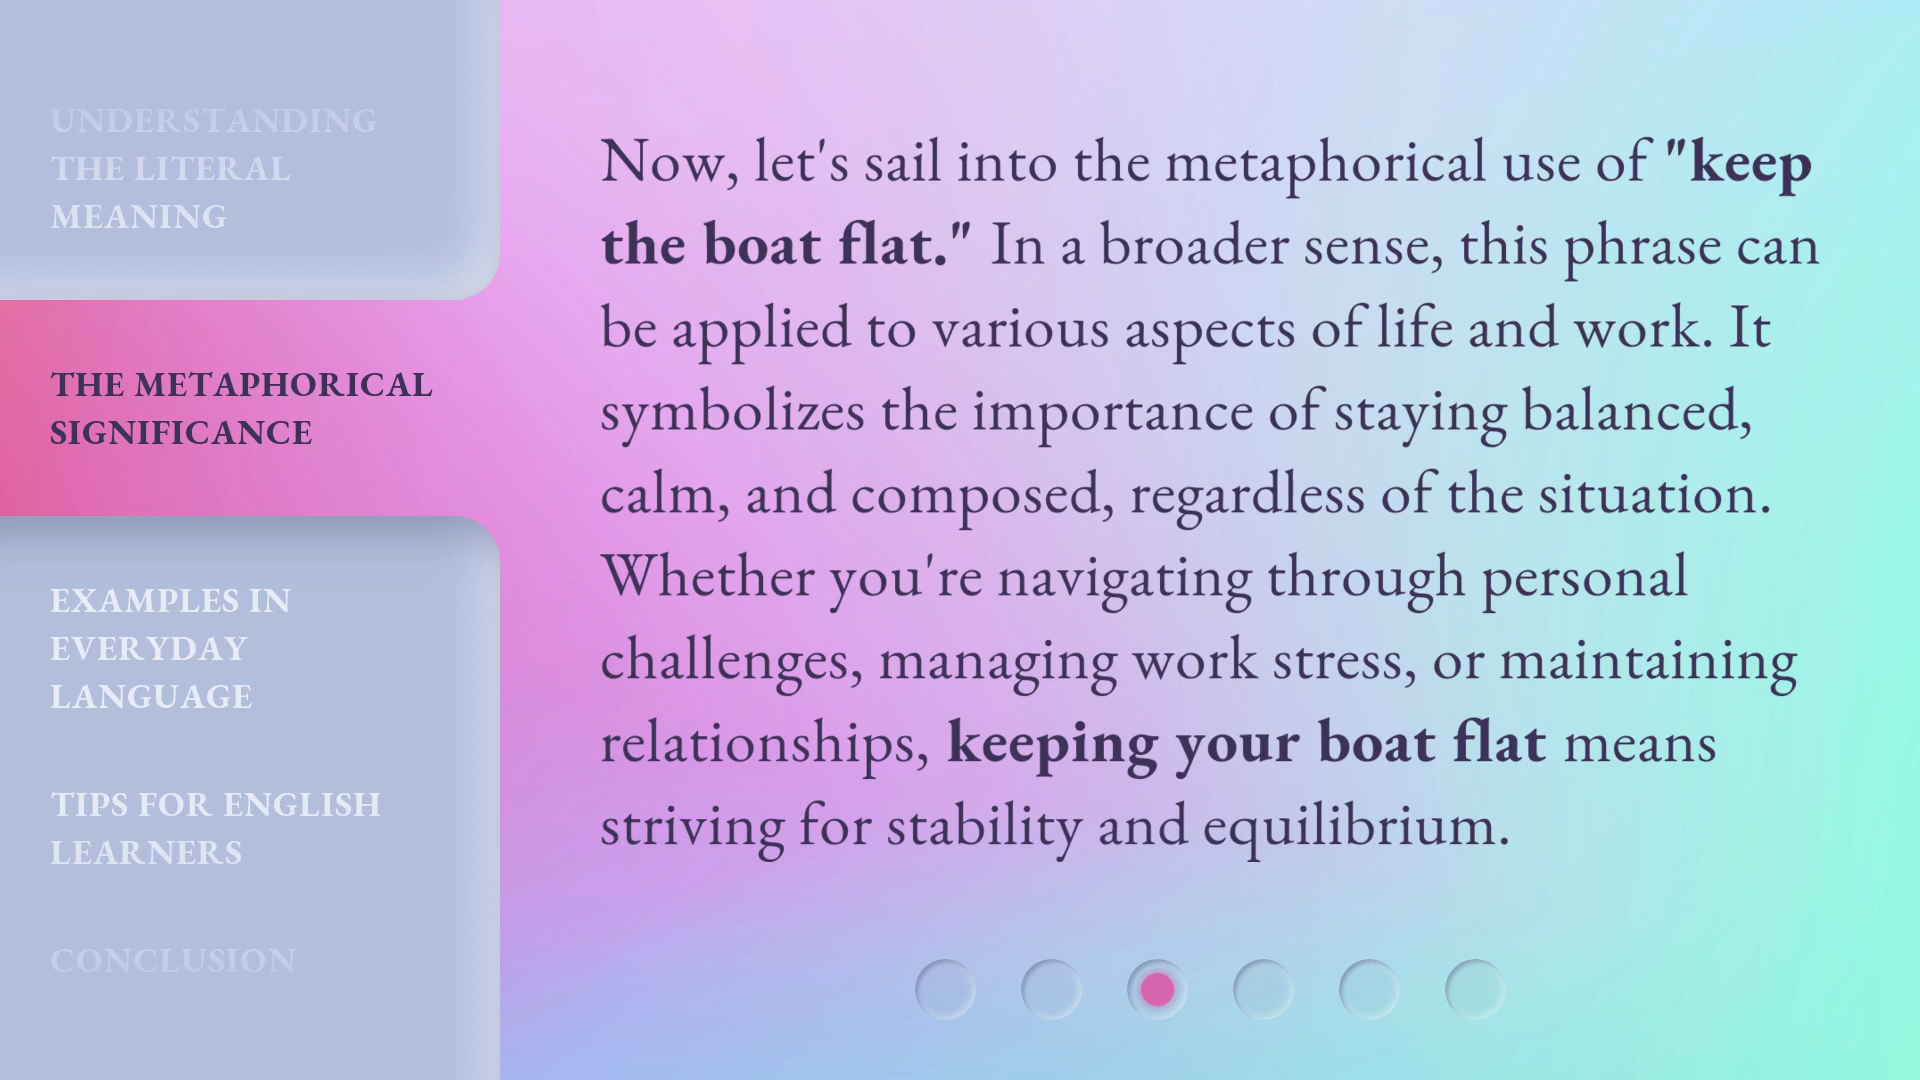 UNDERSTANDING
THE LITERAL
MEANING
THE METAPHORICAL
SIGNIFICANCE
EXAMPLES IN
EVERYDAY
LANGUAGE
TIPS FOR ENGLISH
LEARNERS
CONCLUSION
Now, let's sail into the metaphorical use of "keep
the boat flat." In a broader sense, this phrase can
be applied to various aspects of life and work. It
symbolizes the importance of staying balanced,
calm, and composed, regardless of the situation.
Whether you're navigating through personal
challenges, managing work stress, or maintaining
relationships, keeping your boat flat means
striving for stability and equilibrium.